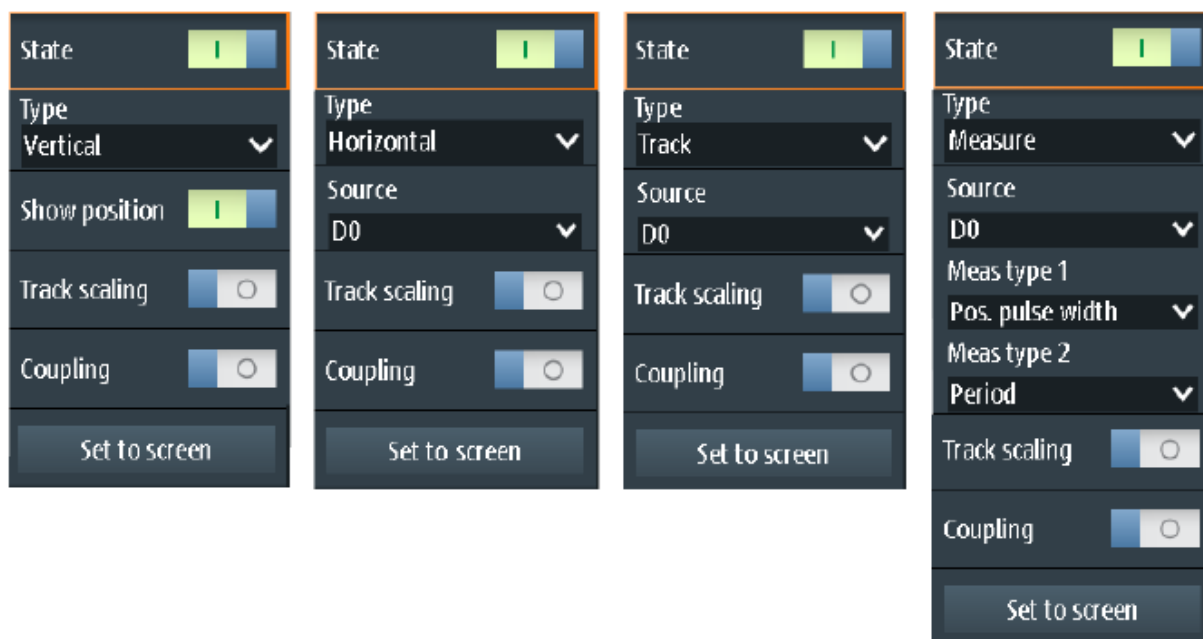 State
Type
Vertical
Show position
Track scaling
Coupling
Set to screen
State
Type
Horizontal
Source
D0
Track scaling
Coupling
Set to screen
State
Type
Track
Source
D0
Track scaling
Coupling
Set to screen
State
Type
Measure
Source
D0
Meas type 1
Pos. pulse width
Meas type 2
Period
Track scaling
Coupling
Set to screen